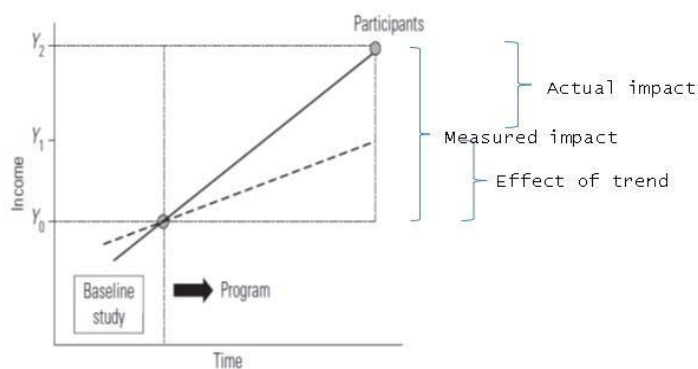 Participants
Y2
Actual impact
Y1
Measured impact
Effect of trend
Income
Y0
Baseline
study
Program
Time